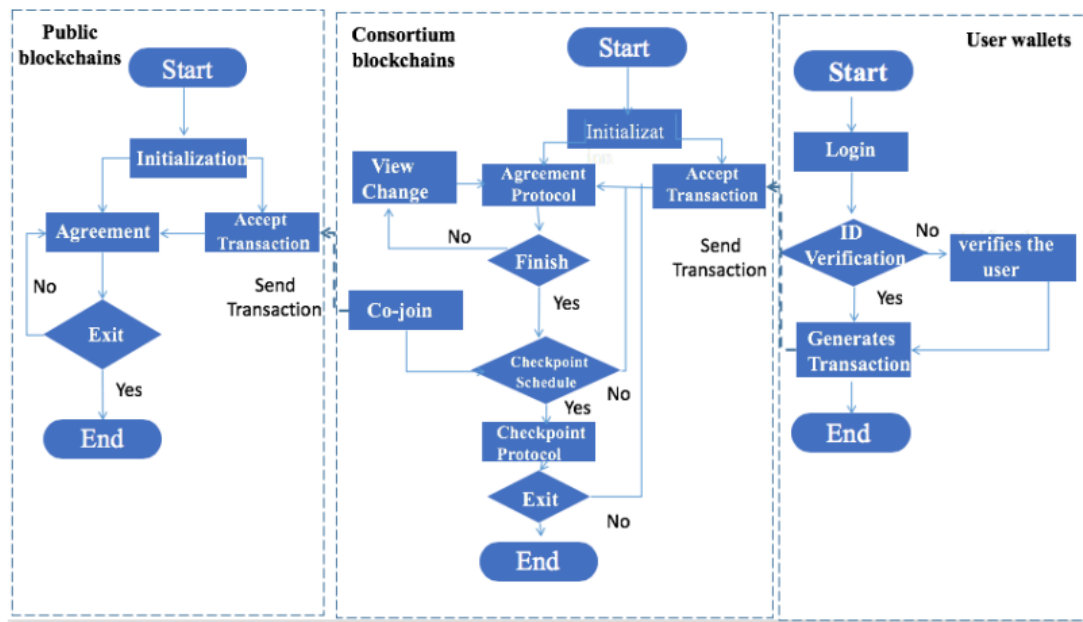 Public
blockchains
Start
Initialization
Agreement
Accept
Transaction
No
Exit
Yes
End
Send
Transaction
Consortium
blockchains
Start
Initializat
ion
View
Change
Agreement
Protocol
Accept
Transaction
No
Finish
Yes
Co-join
Checkpoint
Schedule
No
Yes
Checkpoint
Protocol
Exit
No
End
Send
Transaction
User wallets
Start
Login
ID
Verification
No
verifies the
user
Yes
Generates
Transaction
End